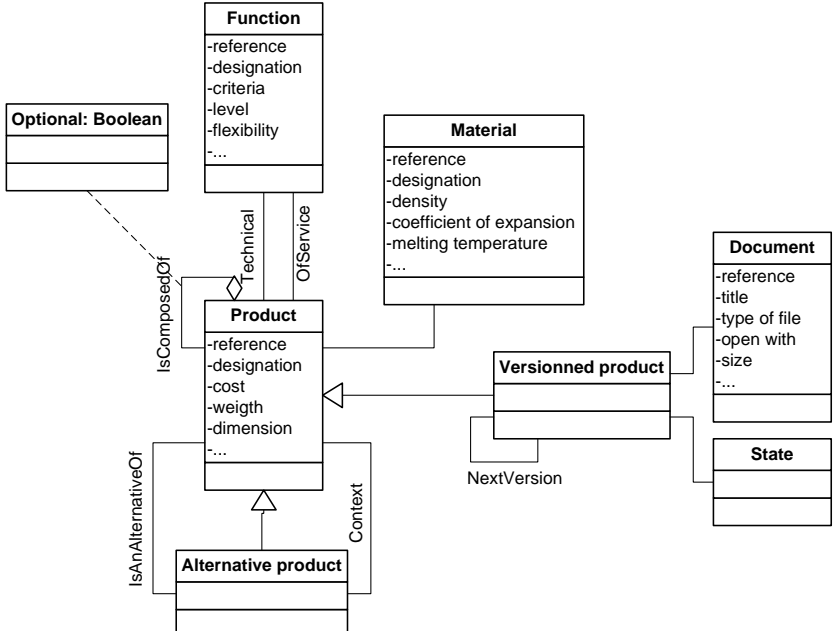 Function
-reference
-designation
-criteria
-level
-flexibility
-...
Optional: Boolean
Material
-reference
-designation
-density
-coefficient of expansion
-melting temperature
-...
Technical
OfService
IsComposedOf
Product
-reference
-designation
-cost
-weigth
-dimension
-...
Document
-reference
-title
-type of file
-open with
-size
-...
Versionned product
NextVersion
State
IsAnAlternativeOf
Context
Alternative product